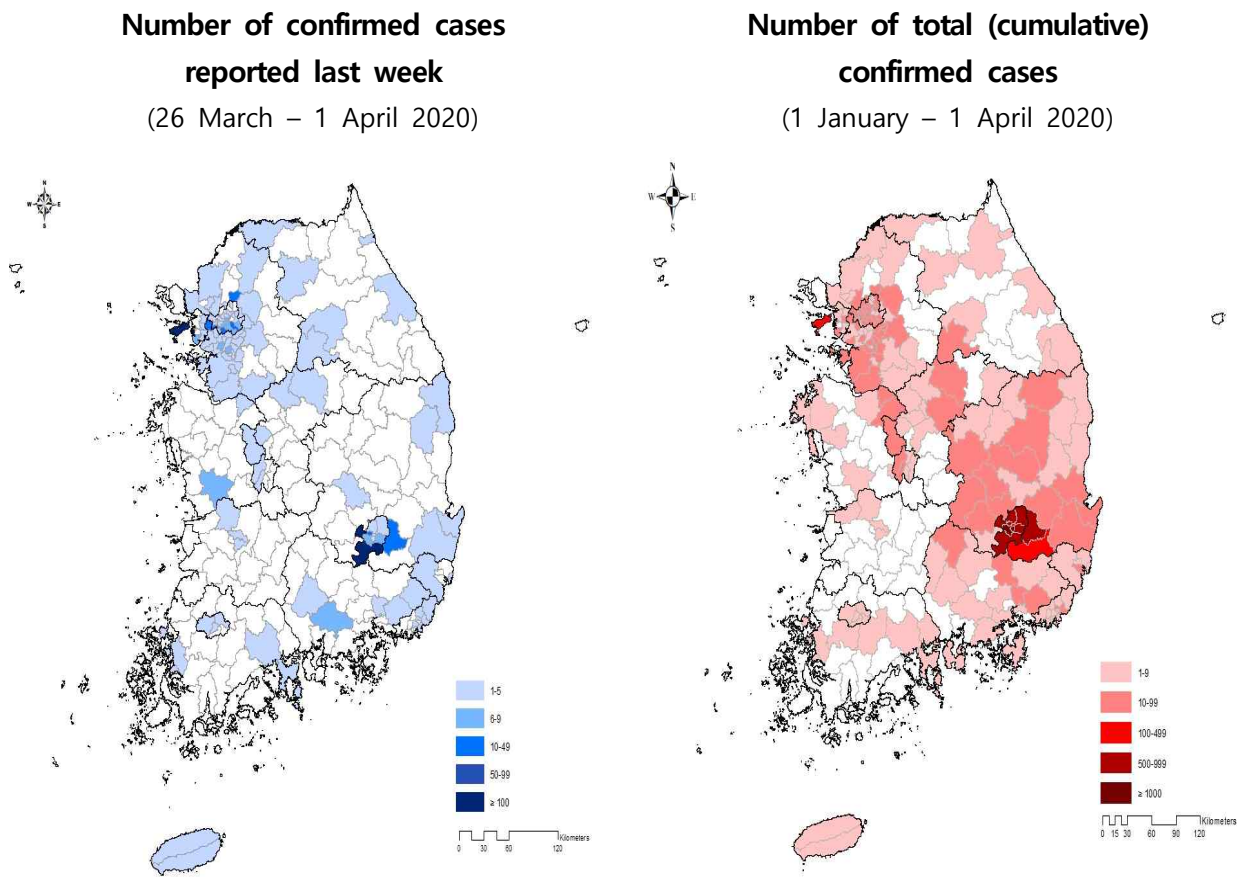 Number of confirmed cases
reported last week
(26 March – 1 April 2020)
N
W E
S
1-5
6-9
10-49
50-99
≥ 100
Kilometers
0 30 60 120
Number of total (cumulative)
confirmed cases
(1 January – 1 April 2020)
N
W E
S
1-9
10-99
100-499
500-999
≥ 1000
Kilometers
0 15 30 60 90 120